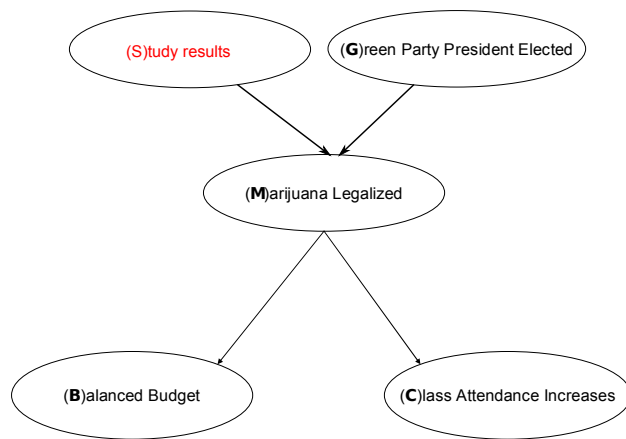 (S)tudy results
(G)reen Party President Elected
(M)arijuana Legalized
(B)alanced Budget
(C)lass Attendance Increases